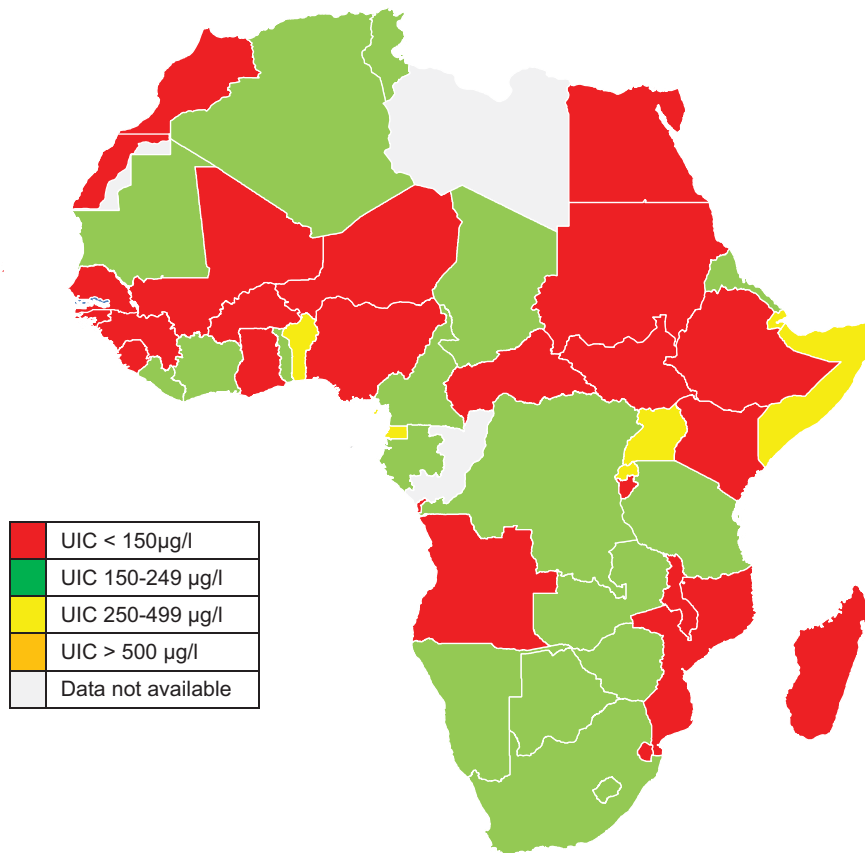 UIC < 150µg/l
UIC 150-249 µg/l
UIC 250-499 µg/l
UIC > 500 µg/l
Data not available